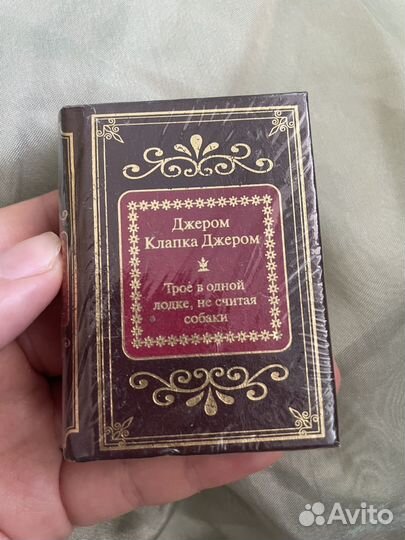 Джером
Клапка Джером
Трое в одной
лодке, не считая
собаки
Avito